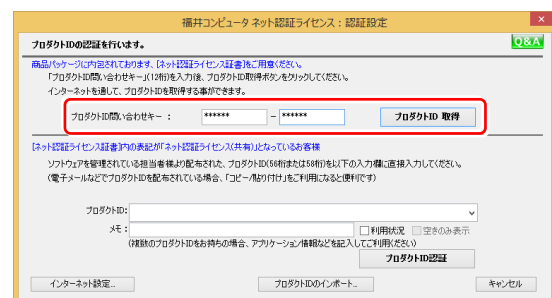 福井コンピュータ ネット認証ライセンス：認証設定
プロダクトIDの認証を行います。
Q&A
商品パッケージに内包されております、[ネット認証ライセンス証書]をご用意ください。
「プロダクトID問い合わせキー」(12桁)を入力後、プロダクトID取得ボタンをクリックしてください。
インターネットを通して、プロダクトIDを取得する事ができます。
プロダクトID問い合わせキー ： ****** － ****** プロダクトID 取得
[ネット認証ライセンス証書]内の表記が「ネット認証ライセンス(共有)」となっているお客様
ソフトウェアを管理されている担当者様より配布された、プロダクトID(56桁または58桁)を以下の入力欄に直接入力してください。
(電子メールなどでプロダクトIDを配布されている場合、「コピー/貼り付け」をご利用になると便利です)
プロダクトID:
メモ: 利用状況 空きのみ表示
(複数のプロダクトIDをお持ちの場合、アプリケーション情報などを記入してご利用ください)
プロダクトID認証
インターネット設定... プロダクトIDのインポート... キャンセル